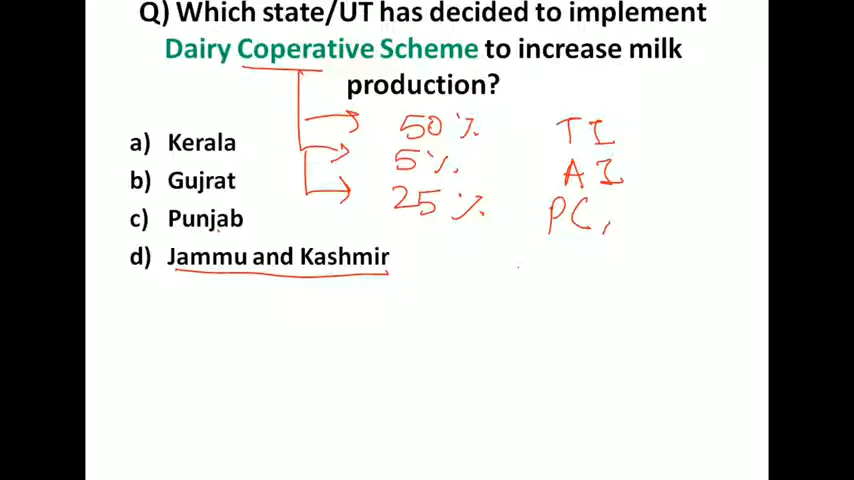 Q) Which state/UT has decided to implement
Dairy Coperative Scheme to increase milk
production?
50 % TI
a) Kerala
5 % AI
b) Gujrat
25 % PC,
c) Punjab
d) Jammu and Kashmir